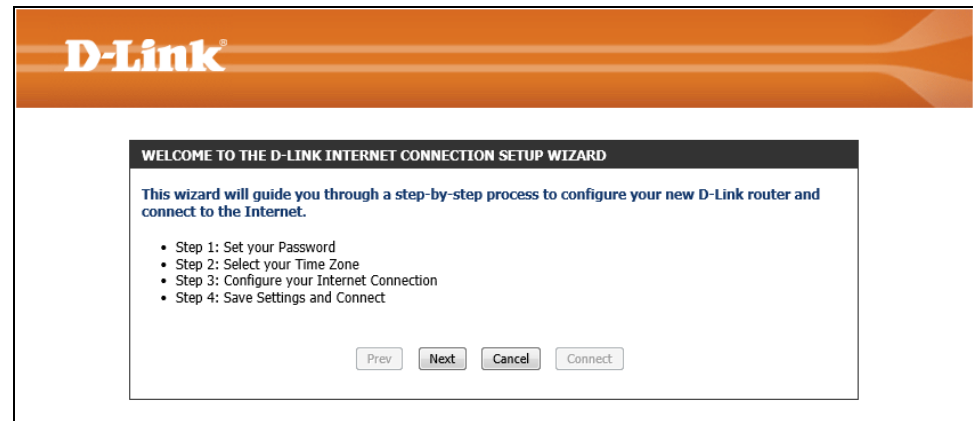 D-Link®
WELCOME TO THE D-LINK INTERNET CONNECTION SETUP WIZARD
This wizard will guide you through a step-by-step process to configure your new D-Link router and
connect to the Internet.
• Step 1: Set your Password
• Step 2: Select your Time Zone
• Step 3: Configure your Internet Connection
• Step 4: Save Settings and Connect
Prev Next Cancel Connect